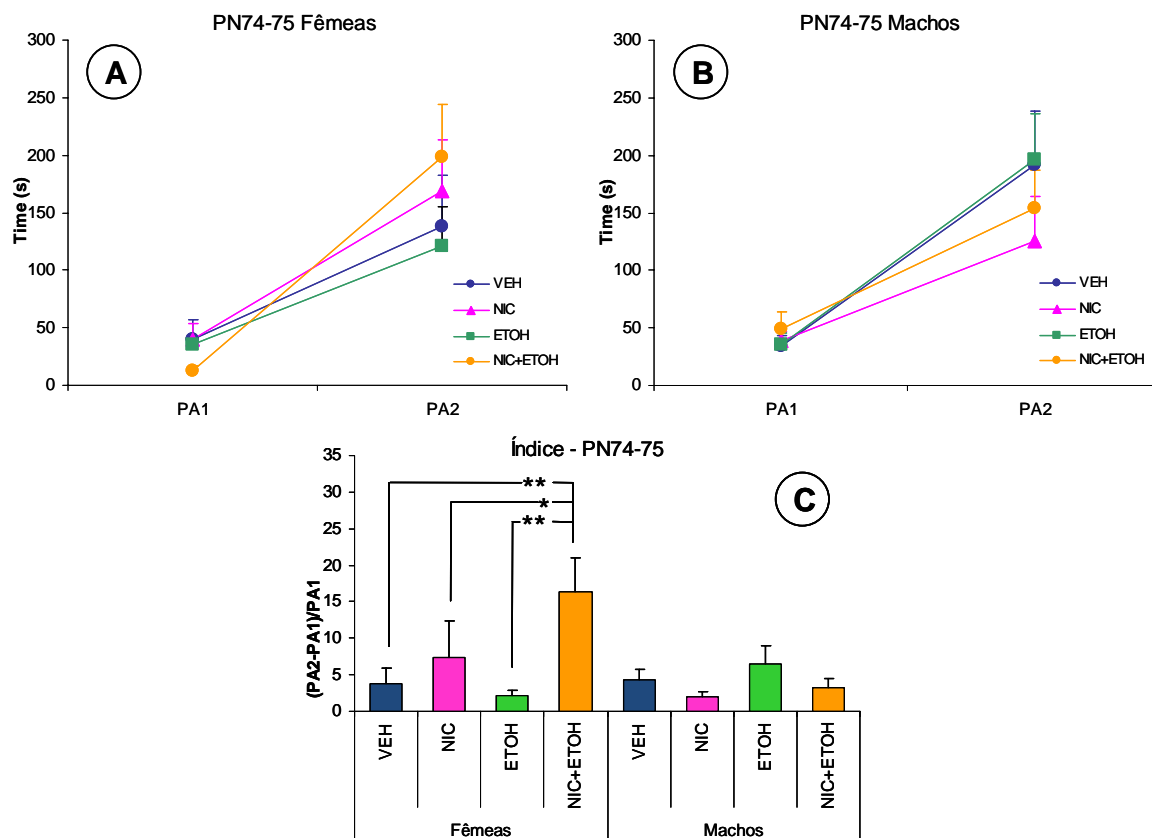 PN74-75 Fêmeas
A
300
250
200
150
100
50
0
Time (s)
PA1
PA2
VEH
NIC
ETOH
NIC+ETOH
PN74-75 Machos
B
300
250
200
150
100
50
0
Time (s)
PA1
PA2
VEH
NIC
ETOH
NIC+ETOH
Índice - PN74-75
C
35
30
25
20
15
10
5
0
(PA2-PA1)/PA1
**
*
**
VEH
NIC
ETOH
NIC+ETOH
VEH
NIC
ETOH
NIC+ETOH
Fêmeas
Machos